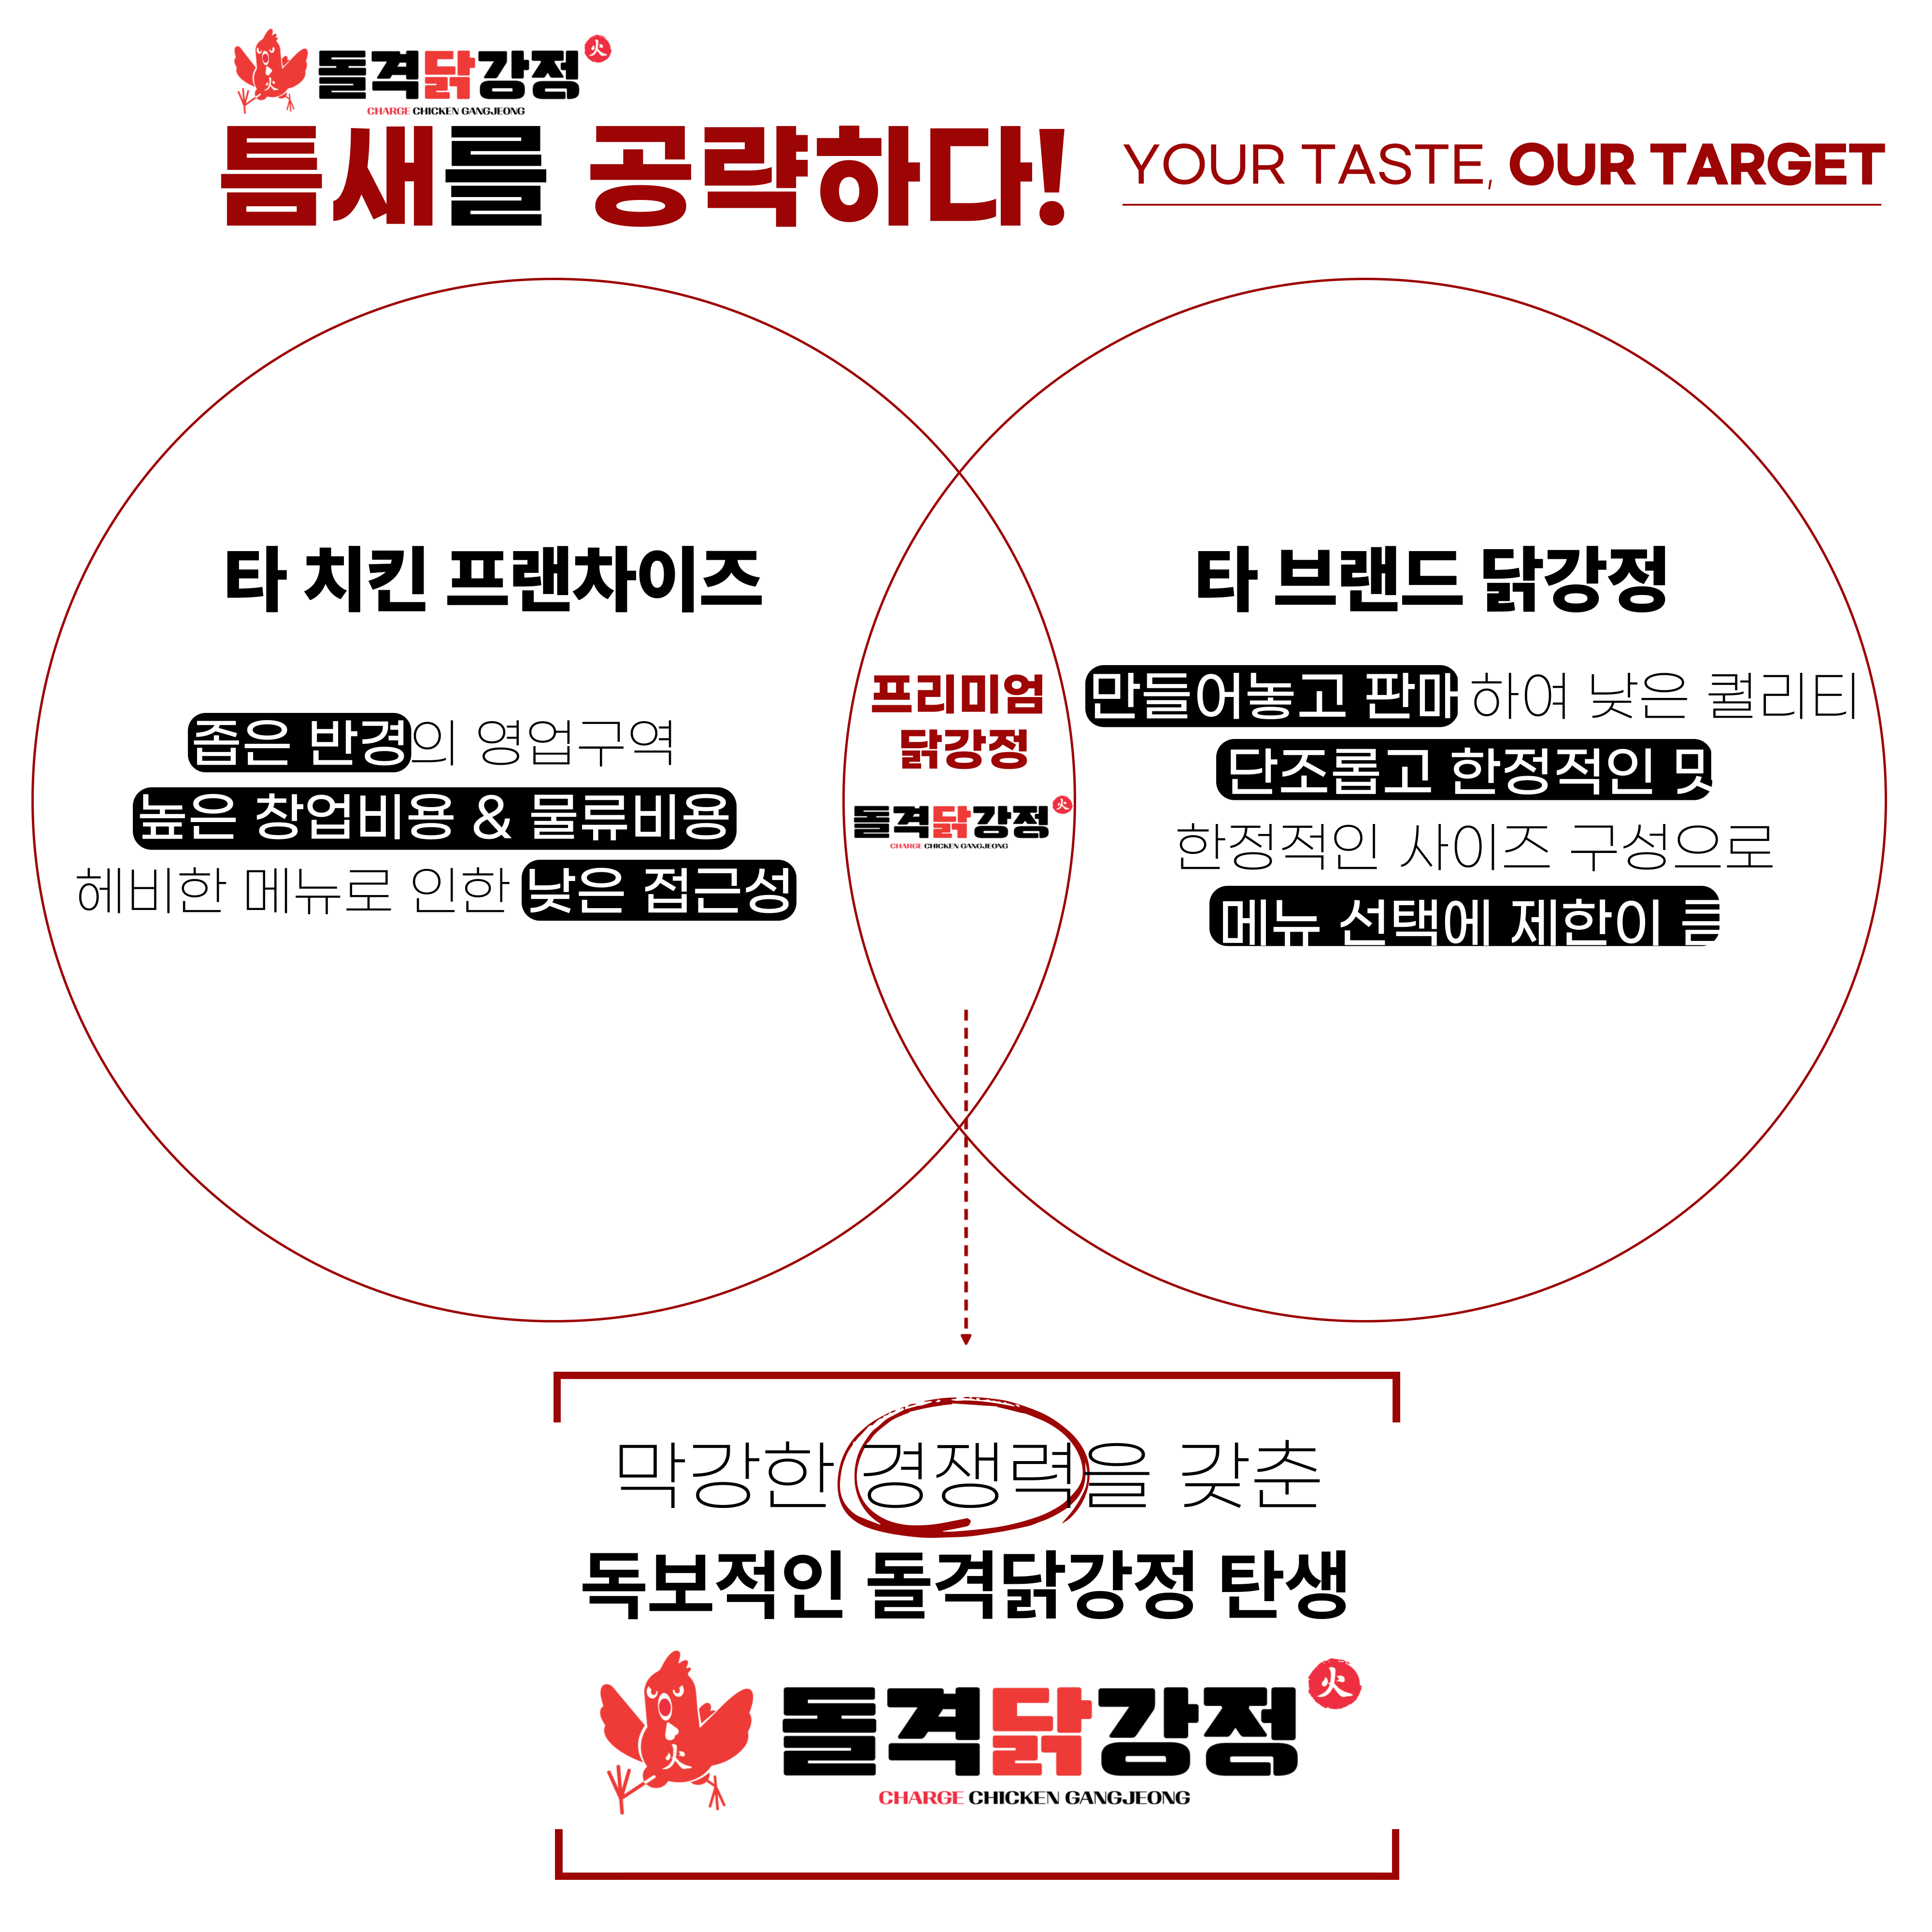 돌격닭강정 火
CHARGE CHICKEN GANGJEONG
틈새를 공략하다!
YOUR TASTE, OUR TARGET
타 치킨 프랜차이즈
좁은 반경의 영업구역
높은 창업비용 & 물류비용
헤비한 메뉴로 인한 낮은 접근성
프리미엄
닭강정
돌격닭강정 火
CHARGE CHICKEN GANGJEONG
타 브랜드 닭강정
만들어놓고 판매하여 낮은 퀄리티
단조롭고 한정적인 맛
한정적인 사이즈 구성으로
메뉴 선택에 제한이
막강한 경쟁력을 갖춘
독보적인 돌격닭강정 탄생
돌격닭강정 火
CHARGE CHICKEN GANGJEONG